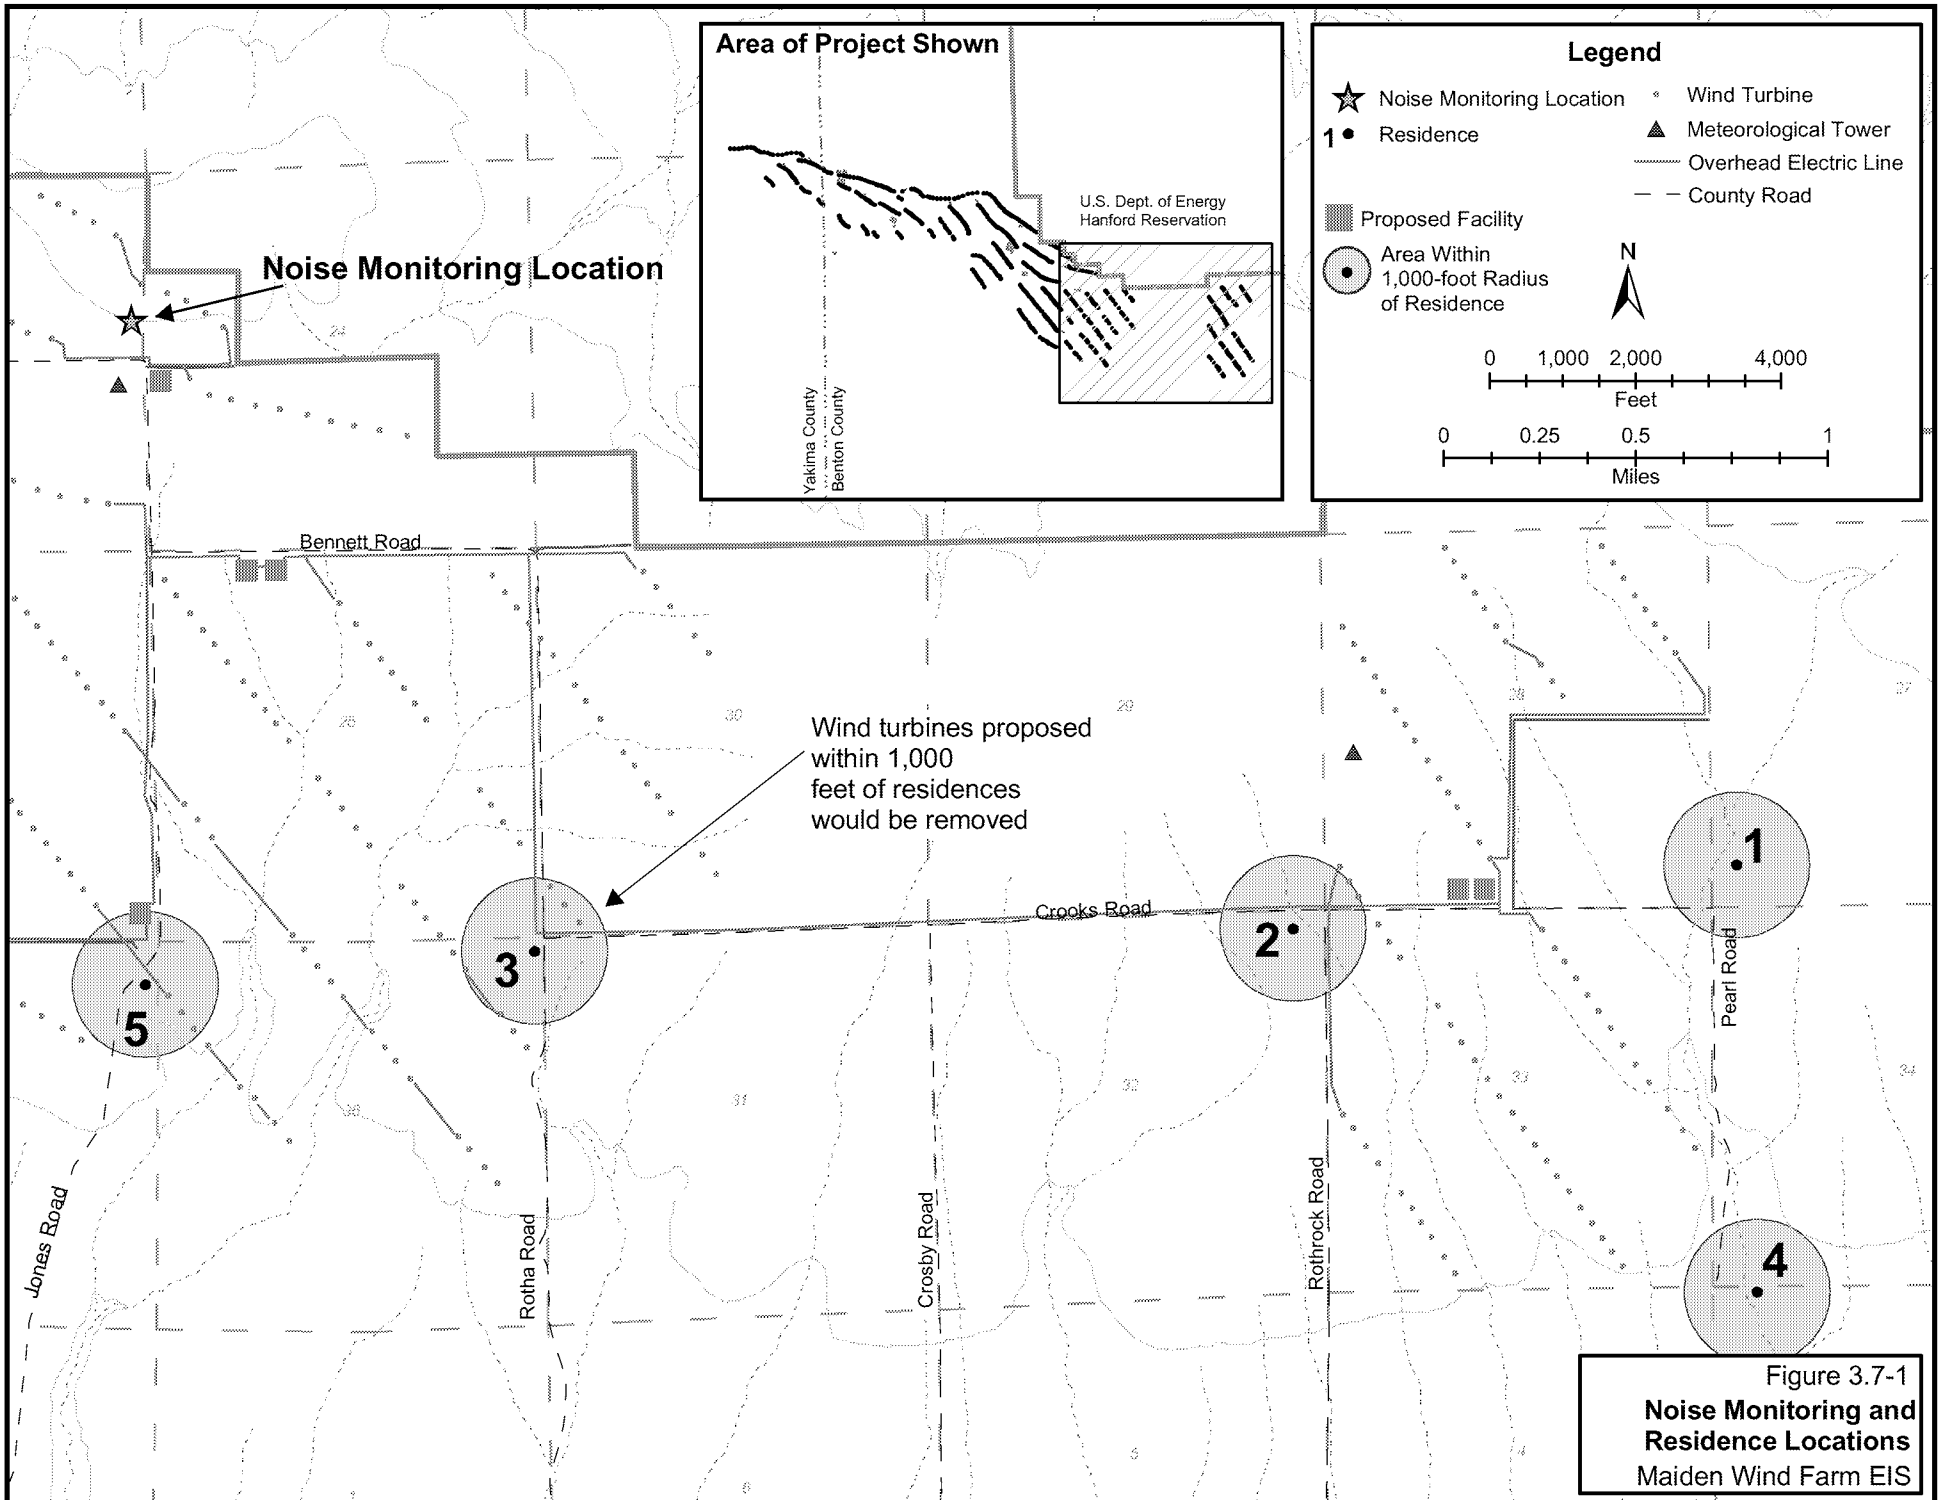 Area of Project Shown
U.S. Dept. of Energy
Hanford Reservation
Yakima County
Benton County
Legend
Noise Monitoring Location
Wind Turbine
1
Residence
Meteorological Tower
Overhead Electric Line
County Road
Proposed Facility
Area Within
1,000-foot Radius
of Residence
N
0 1,000 2,000 4,000
Feet
0 0.25 0.5 1
Miles
Noise Monitoring Location
24
Bennett Road
25
30
29
28
27
Wind turbines proposed
within 1,000
feet of residences
would be removed
1
Crooks Road
2
3
5
Pearl Road
36
31
32
33
34
Jones Road
Rotha Road
Crosby Road
Rothrock Road
4
6
5
4
Figure 3.7-1
Noise Monitoring and
Residence Locations
Maiden Wind Farm EIS